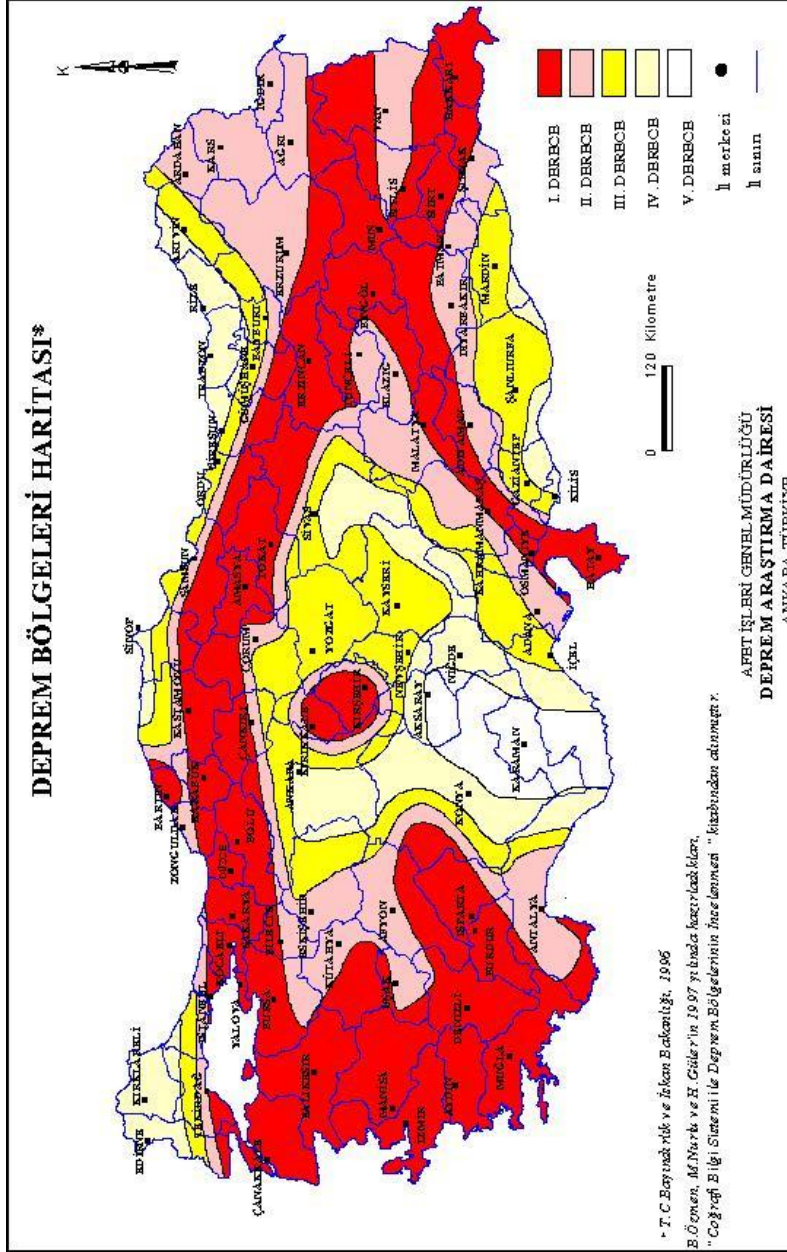 DEPREM BÖLGELERİ HARİTASI*
K
EDİRNE
KIRKLARELİ
TEKİRDAĞ
İSTANBUL
ÇANAKKALE
YALOVA
KOCAELİ
SAKARYA
BURSA
BİLECİK
BALIKESİR
ESKİŞEHİR
KÜTAHYA
MANİSA
UŞAK
AFYON
İZMİR
AYDIN
DENİZLİ
MUĞLA
ISPARTA
BURDUR
ANTALYA
BARTIN
ZONGULDAK
KARABÜK
BOLU
KASTAMONU
SİNOP
ÇANKIRI
ANKARA
KIRIKKALE
KIRŞEHİR
ÇORUM
YOZGAT
NEVŞEHİR
KAYSERİ
AKSARAY
NİĞDE
KONYA
KARAMAN
İÇEL
ADANA
SAMSUN
AMASYA
TOKAT
SİVAS
ORDU
GİRESUN
TRABZON
RİZE
ARTVİN
GÜMÜŞHANE
BAYBURT
ERZİNCAN
ERZURUM
ARDAHAN
KARS
IĞDIR
AĞRI
TUNCELİ
ELAZIĞ
BİNGÖL
MUŞ
BİTLİS
VAN
MALATYA
ADIYAMAN
KAHRAMANMARAŞ
OSMANİYE
HATAY
GAZİANTEP
KİLİS
ŞANLIURFA
DİYARBAKIR
MARDİN
BATMAN
SİİRT
ŞIRNAK
HAKKARİ
I. DERECE
II. DERECE
III. DERECE
IV. DERECE
V. DERECE
İl merkezi
İl sınırı
0 120 Kilometre
* T.C Bayındırlık ve İskan Bakanlığı, 1996
B.Özmen, M.Nurlu ve H.Güler'in 1997 yılında hazırladıkları,
"Coğrafi Bilgi Sistemi ile Deprem Bölgelerinin İncelenmesi" kitabından alınmıştır.
AFET İŞLERİ GENEL MÜDÜRLÜĞÜ
DEPREM ARAŞTIRMA DAİRESİ
ANKARA TÜRKİYE